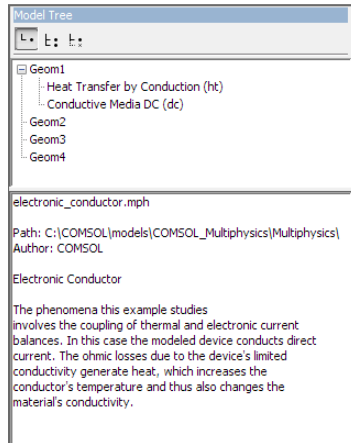 Model Tree
Geom1
Heat Transfer by Conduction (ht)
Conductive Media DC (dc)
Geom2
Geom3
Geom4
electronic_conductor.mph
Path: C:\COMSOL\models\COMSOL_Multiphysics\Multiphysics\
Author: COMSOL
Electronic Conductor
The phenomena this example studies
involves the coupling of thermal and electronic current
balances. In this case the modeled device conducts direct
current. The ohmic losses due to the device's limited
conductivity generate heat, which increases the
conductor's temperature and thus also changes the
material's conductivity.